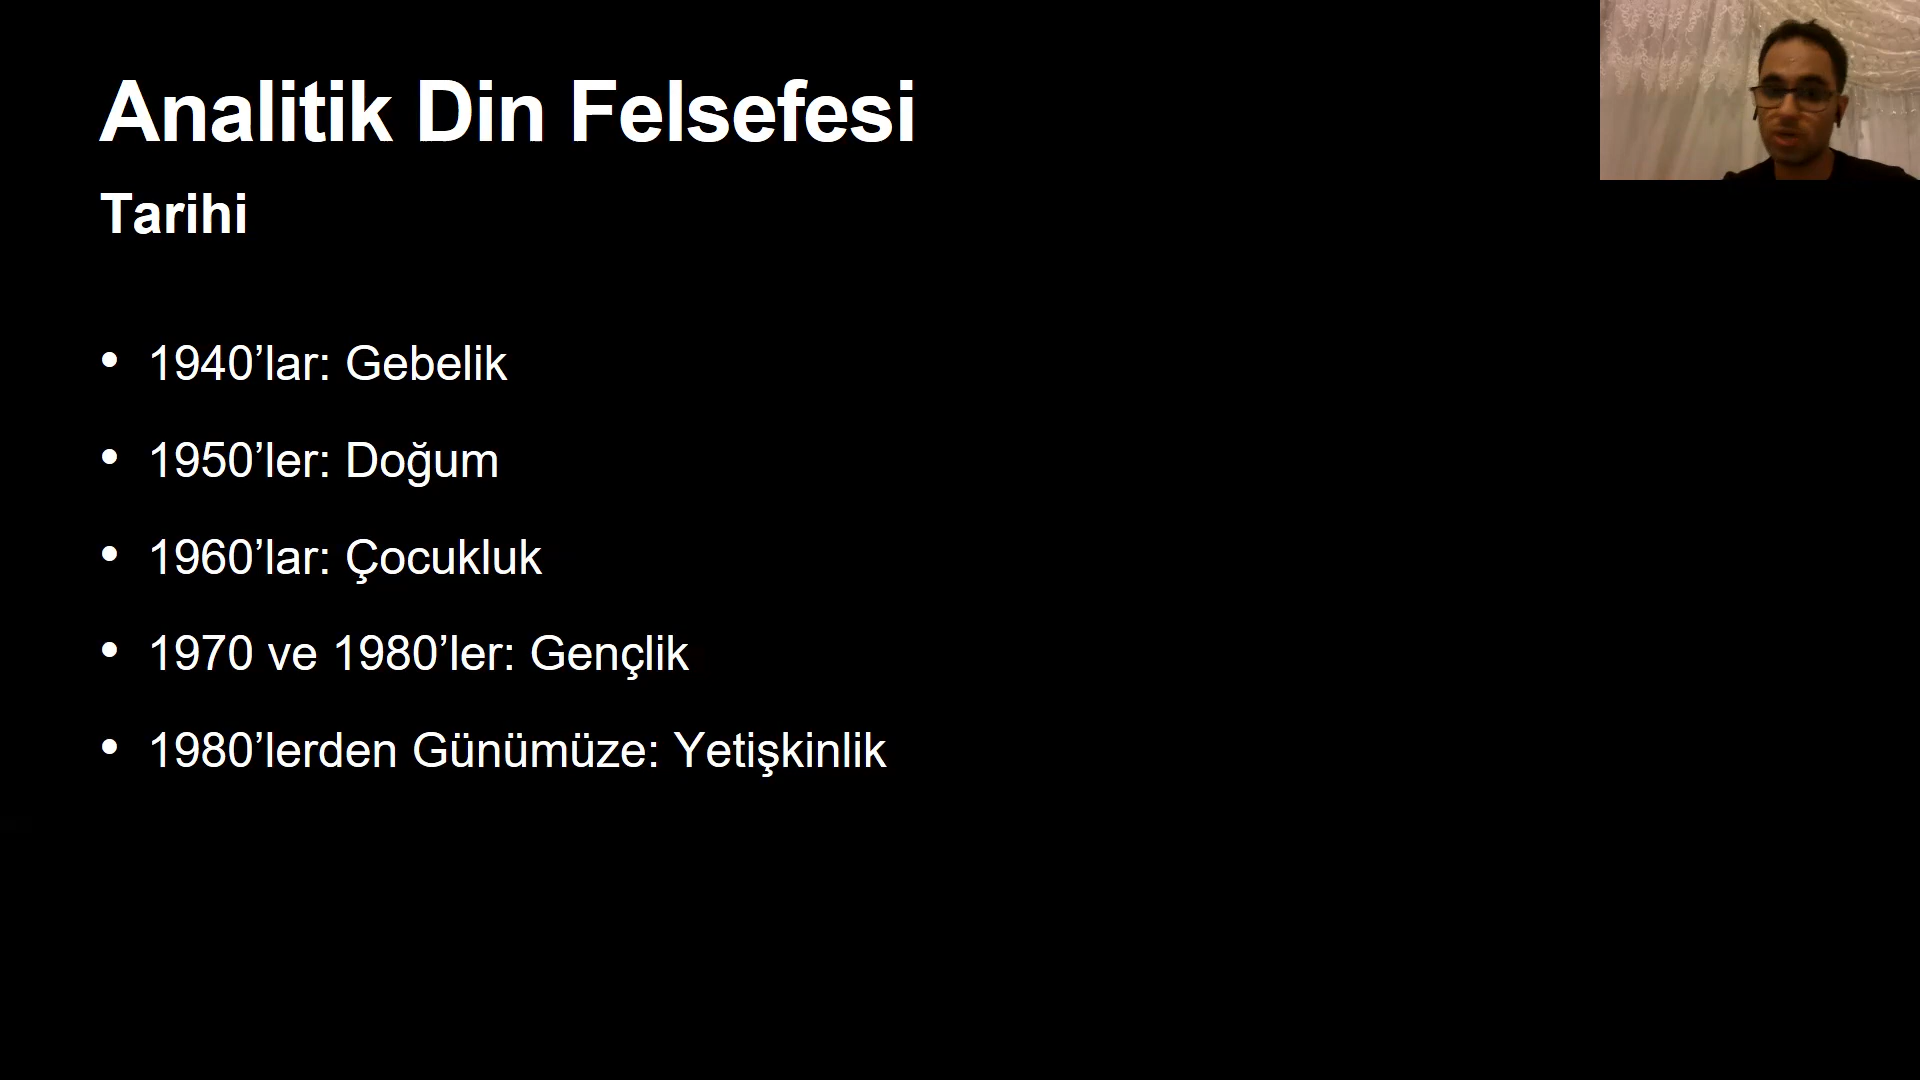 Analitik Din Felsefesi
Tarihi
• 1940’lar: Gebelik
• 1950’ler: Doğum
• 1960’lar: Çocukluk
• 1970 ve 1980’ler: Gençlik
• 1980’lerden Günümüze: Yetişkinlik